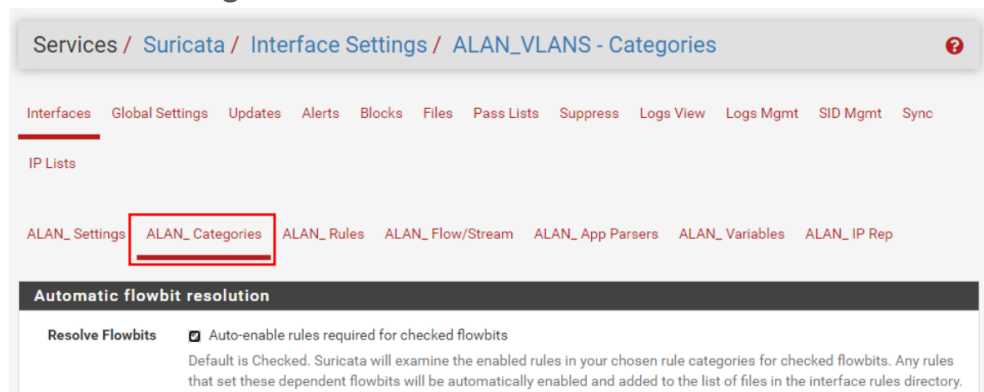 Services / Suricata / Interface Settings / ALAN_VLANS - Categories
Interfaces Global Settings Updates Alerts Blocks Files Pass Lists Suppress Logs View Logs Mgmt SID Mgmt Sync
IP Lists
ALAN_ Settings ALAN_ Categories ALAN_ Rules ALAN_ Flow/Stream ALAN_ App Parsers ALAN_ Variables ALAN_ IP Rep
Automatic flowbit resolution
Resolve Flowbits Auto-enable rules required for checked flowbits
Default is Checked. Suricata will examine the enabled rules in your chosen rule categories for checked flowbits. Any rules
that set these dependent flowbits will be automatically enabled and added to the list of files in the interface rules directory.